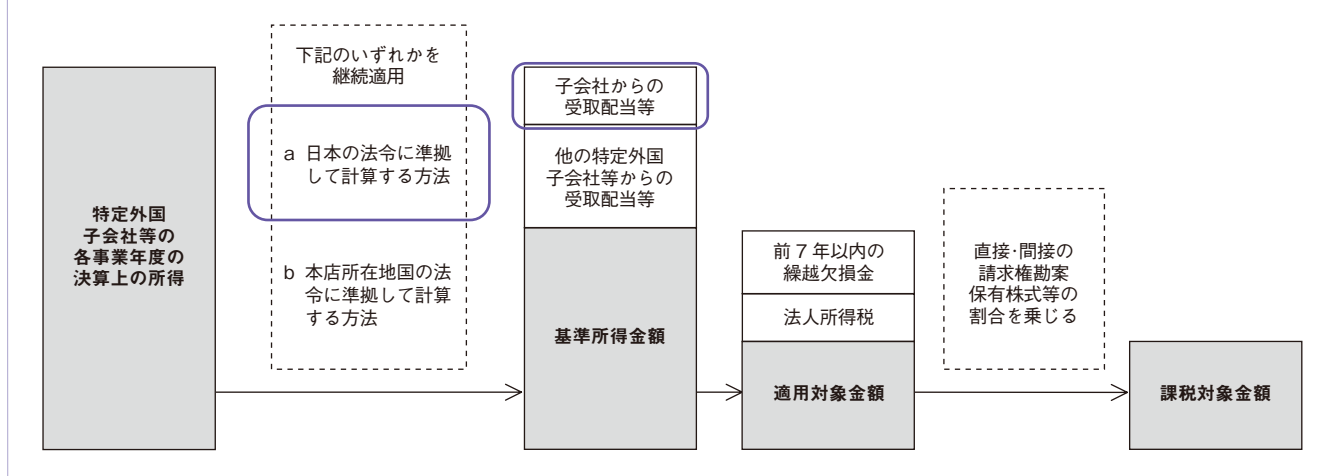 特定外国
子会社等の
各事業年度の
決算上の所得
下記のいずれかを
継続適用
a 日本の法令に準拠
して計算する方法
b 本店所在地国の法
令に準拠して計算
する方法
子会社からの
受取配当等
他の特定外国
子会社等からの
受取配当等
基準所得金額
前7年以内の
繰越欠損金
法人所得税
適用対象金額
直接･間接の
請求権勘案
保有株式等の
割合を乗じる
課税対象金額